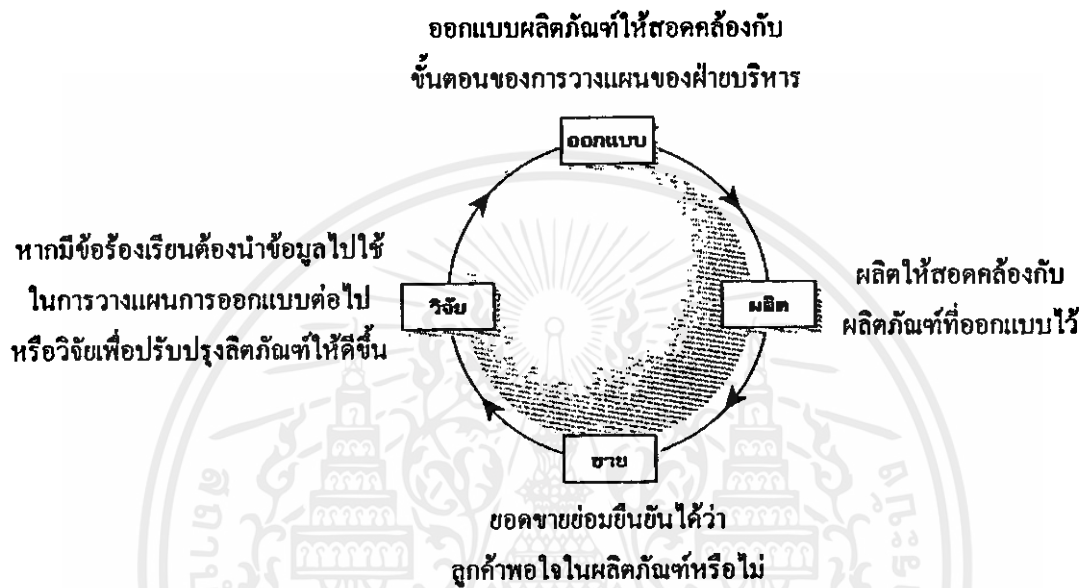 ออกแบบผลิตภัณฑ์ให้สอดคล้องกับ
ขั้นตอนของการวางแผนของฝ่ายบริหาร
ออกแบบ
หากมีข้อร้องเรียนต้องนำข้อมูลไปใช้
ในการวางแผนการออกแบบต่อไป
หรือวิจัยเพื่อปรับปรุงลิตภัณฑ์ให้ดีขึ้น
วิจัย
ผลิต
ผลิตให้สอดคล้องกับ
ผลิตภัณฑ์ที่ออกแบบไว้
ขาย
ยอดขายย่อมยืนยันได้ว่า
ลูกค้าพอใจในผลิตภัณฑ์หรือไม่